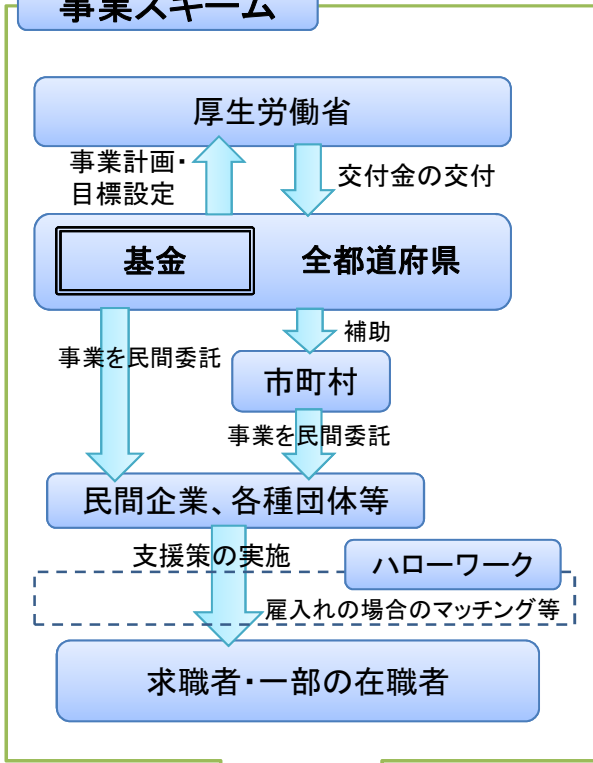 事業スキーム
厚生労働省
事業計画・
目標設定
交付金の交付
基金
全都道府県
補助
事業を民間委託
市町村
事業を民間委託
民間企業、各種団体等
支援策の実施
ハローワーク
雇入れの場合のマッチング等
求職者・一部の在職者